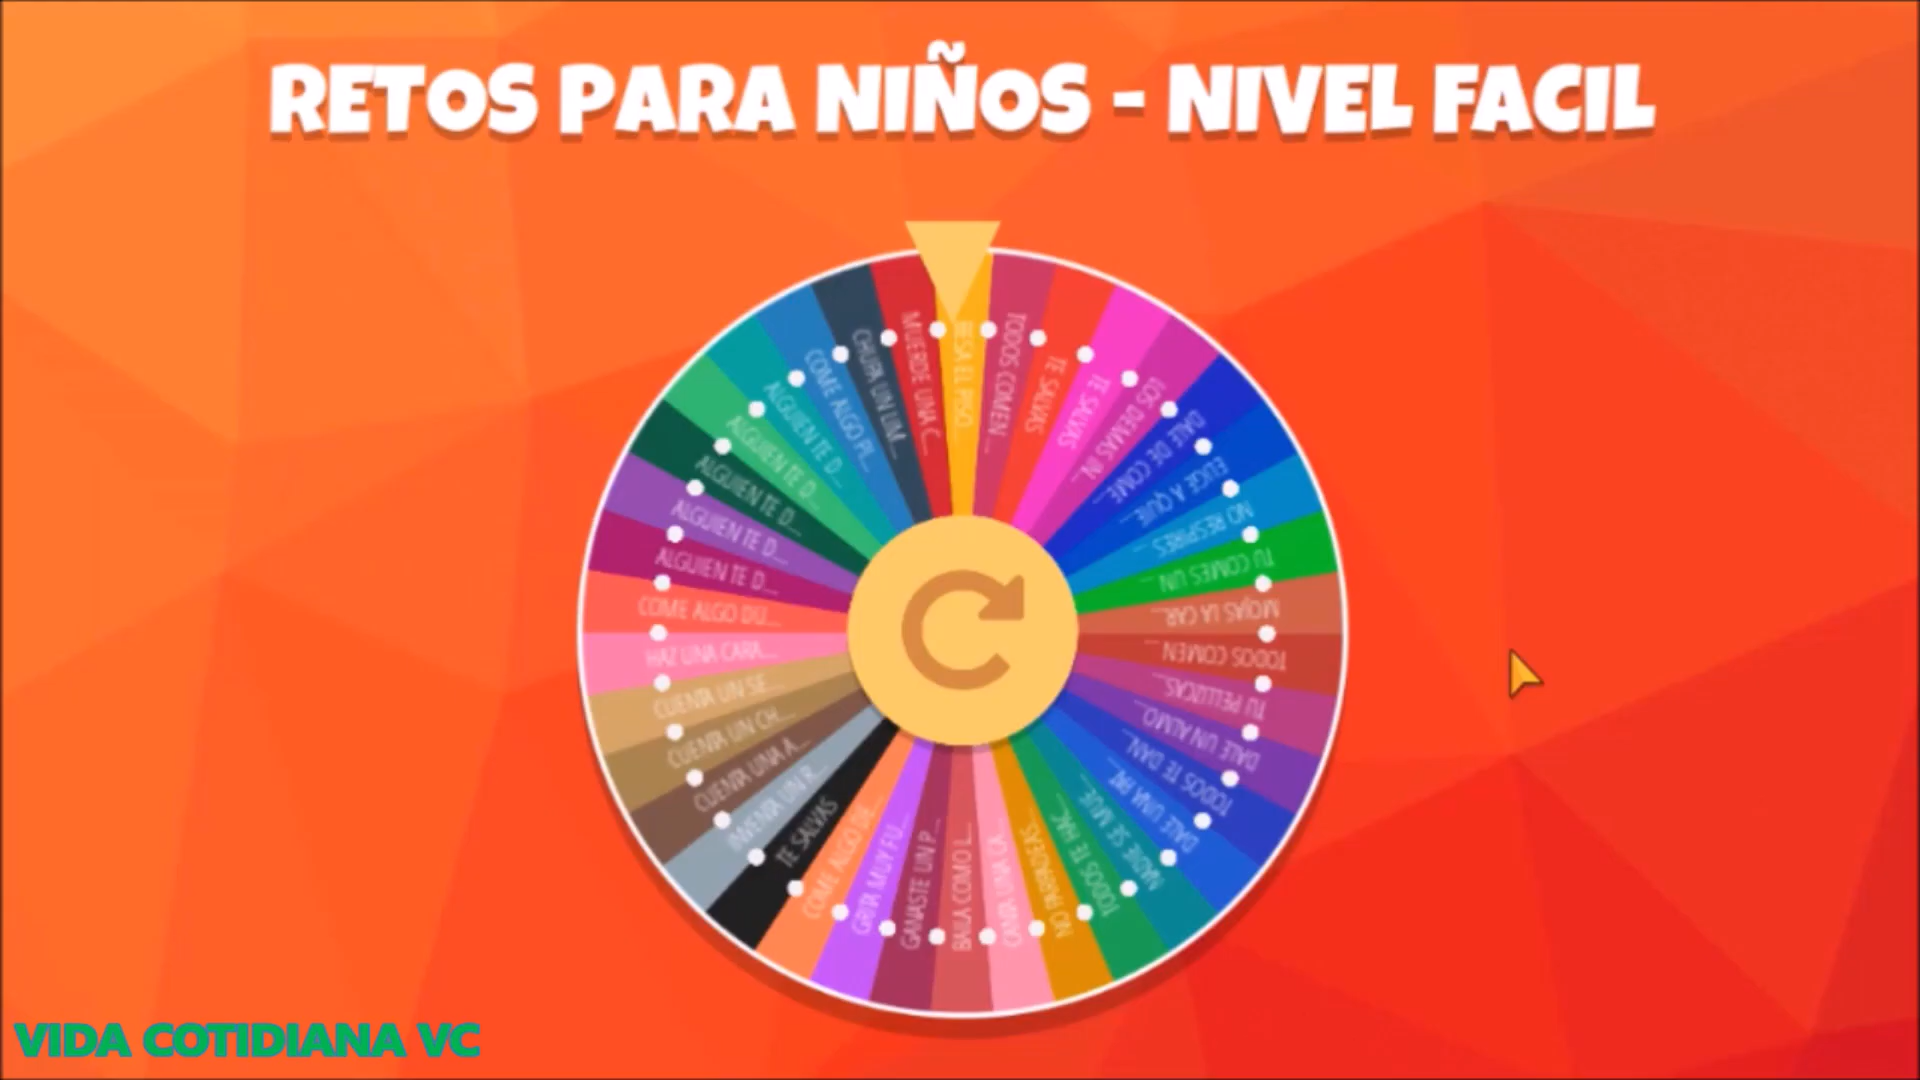 RETOS PARA NIÑOS - NIVEL FACIL
BESA EL PISO
TODOS COMEN ...
TE SALVAS
TE SALVAS
LOS DEMAS IN...
DALE DE COME...
ELIGE A QUIE...
NO RESPIRES ...
TU COMES UN ...
MOJAS LA CAR...
TODOS COMEN ...
TU PELLIZCAS...
DALE UN ALMO...
TODOS TE DAN...
DALE UNA PAT...
NADIE SE MUE...
TODOS TE HAC...
NO PARPADEAS...
CANTA UNA CA...
BAILA COMO L...
GANASTE UN P...
GRITA MUY FU...
COME ALGO DE...
TE SALVAS
INVENTA UN R...
CUENTA UNA A...
CUENTA UN CH...
CUENTA UN SE...
HAZ UNA CARA...
COME ALGO DU...
ALGUIEN TE D...
ALGUIEN TE D...
ALGUIEN TE D...
ALGUIEN TE D...
ALGUIEN TE D...
COME ALGO PI...
CHUPA UN LIM...
MUERDE UNA C...
VIDA COTIDIANA VC